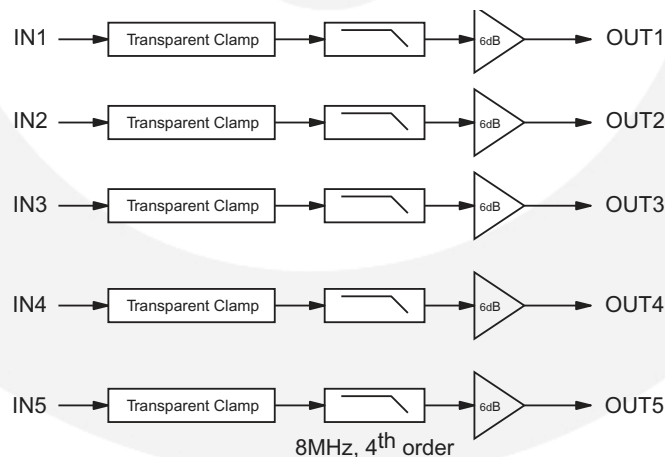 IN1 Transparent Clamp 6dB OUT1
IN2 Transparent Clamp 6dB OUT2
IN3 Transparent Clamp 6dB OUT3
IN4 Transparent Clamp 6dB OUT4
IN5 Transparent Clamp 6dB OUT5
8MHz, 4th order